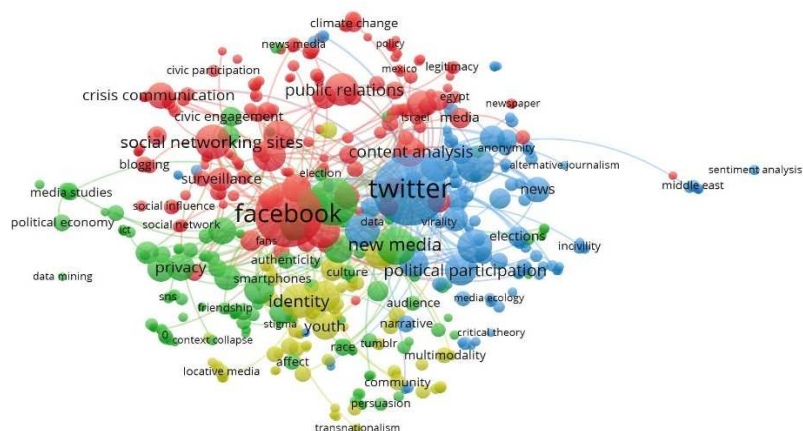 climate change
news media
policy
civic participation
mexico
legitimacy
crisis communication
public relations
egypt
newspaper
civic engagement
israel
media
social networking sites
content analysis
anonymity
blogging
election
alternative journalism
sentiment analysis
surveillance
middle east
media studies
twitter
news
social influence
facebook
political economy
ict
social network
data
virality
elections
fans
new media
incivility
privacy
authenticity
data mining
smartphones
culture
political participation
sns
identity
audience
media ecology
friendship
stigma
youth
narrative
critical theory
0
context collapse
race
tumblr
multimodality
affect
locative media
community
persuasion
transnationalism